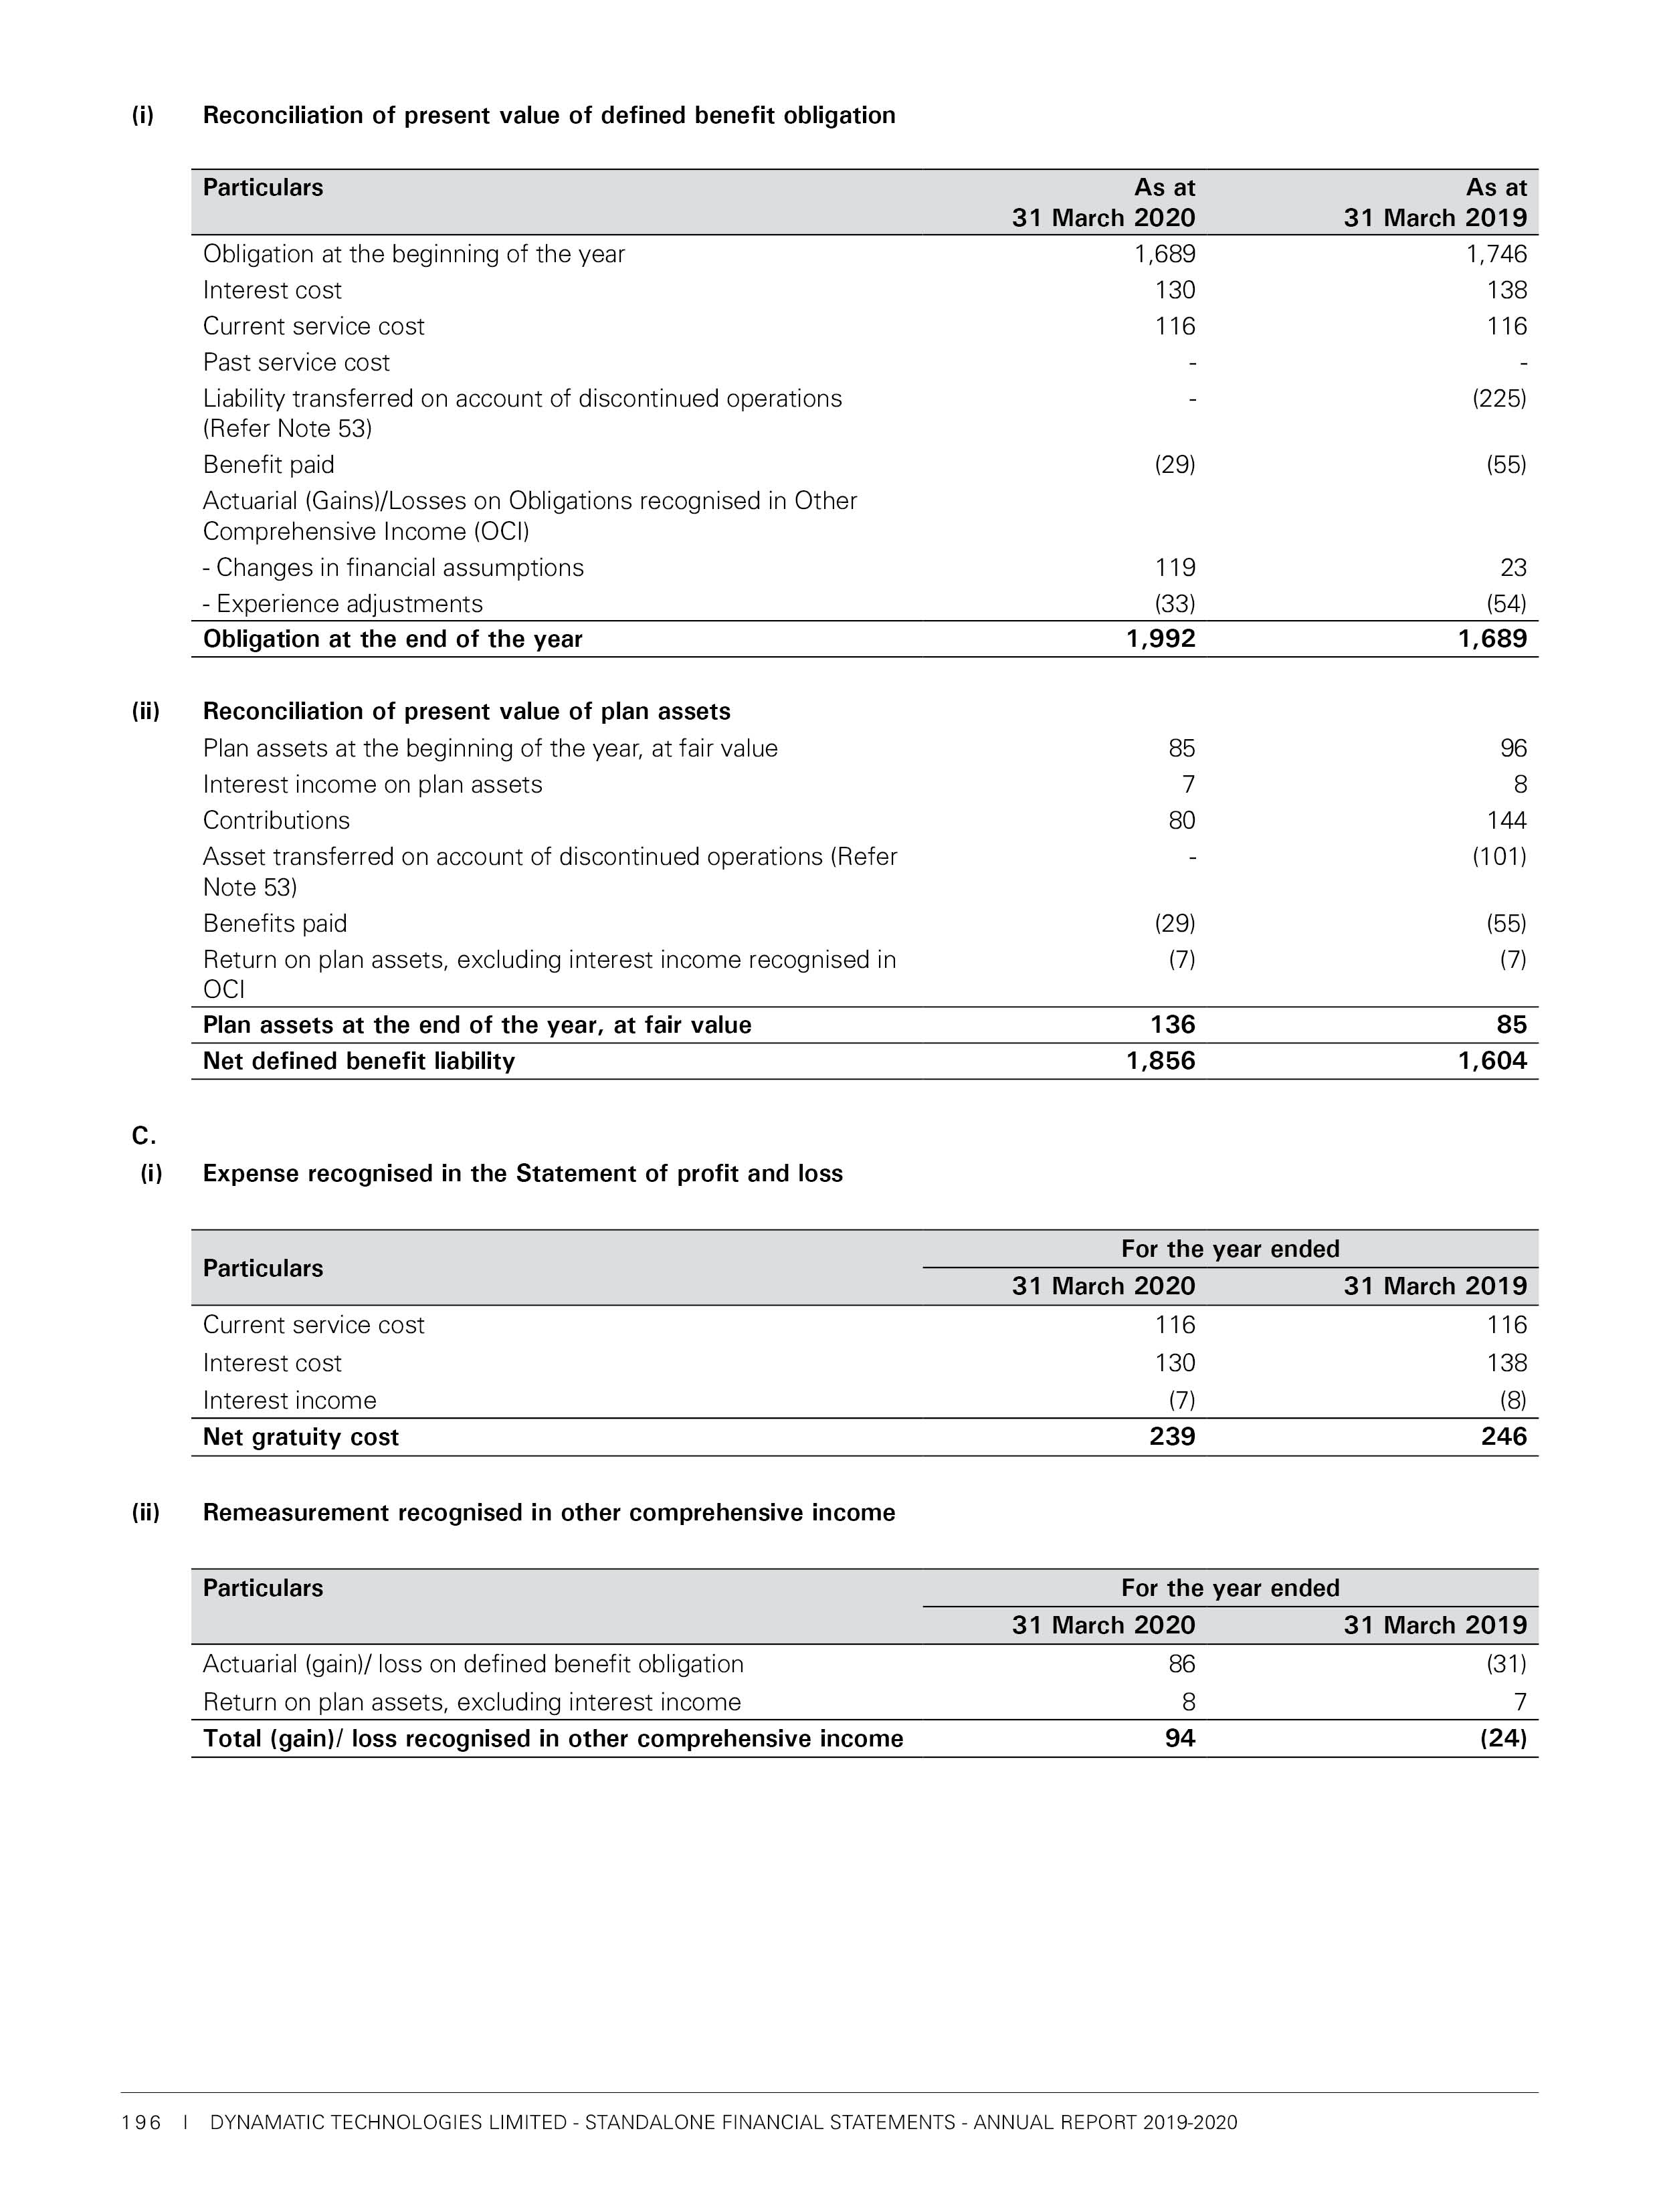 (i) Reconciliation of present value of defined benefit obligation
Particulars As at As at
31 March 2020 31 March 2019
Obligation at the beginning of the year 1,689 1,746
Interest cost 130 138
Current service cost 116 116
Past service cost - -
Liability transferred on account of discontinued operations - (225)
(Refer Note 53)
Benefit paid (29) (55)
Actuarial (Gains)/Losses on Obligations recognised in Other
Comprehensive Income (OCI)
- Changes in financial assumptions 119 23
- Experience adjustments (33) (54)
Obligation at the end of the year 1,992 1,689
(ii) Reconciliation of present value of plan assets
Plan assets at the beginning of the year, at fair value 85 96
Interest income on plan assets 7 8
Contributions 80 144
Asset transferred on account of discontinued operations (Refer - (101)
Note 53)
Benefits paid (29) (55)
Return on plan assets, excluding interest income recognised in (7) (7)
OCI
Plan assets at the end of the year, at fair value 136 85
Net defined benefit liability 1,856 1,604
C.
(i) Expense recognised in the Statement of profit and loss
Particulars For the year ended
31 March 2020 31 March 2019
Current service cost 116 116
Interest cost 130 138
Interest income (7) (8)
Net gratuity cost 239 246
(ii) Remeasurement recognised in other comprehensive income
Particulars For the year ended
31 March 2020 31 March 2019
Actuarial (gain)/ loss on defined benefit obligation 86 (31)
Return on plan assets, excluding interest income 8 7
Total (gain)/ loss recognised in other comprehensive income 94 (24)
196 I DYNAMATIC TECHNOLOGIES LIMITED - STANDALONE FINANCIAL STATEMENTS - ANNUAL REPORT 2019-2020